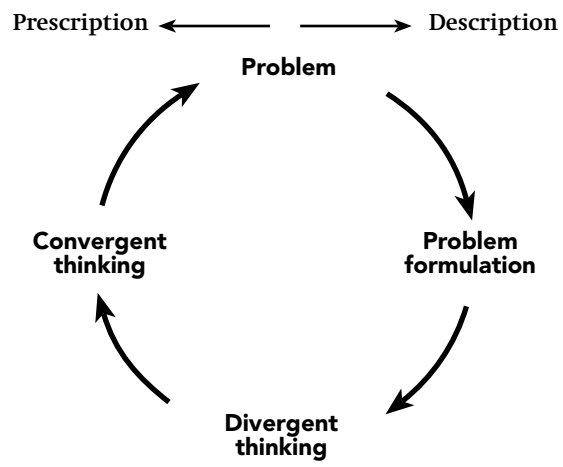 Prescription
Description
Problem
Convergent
thinking
Problem
formulation
Divergent
thinking